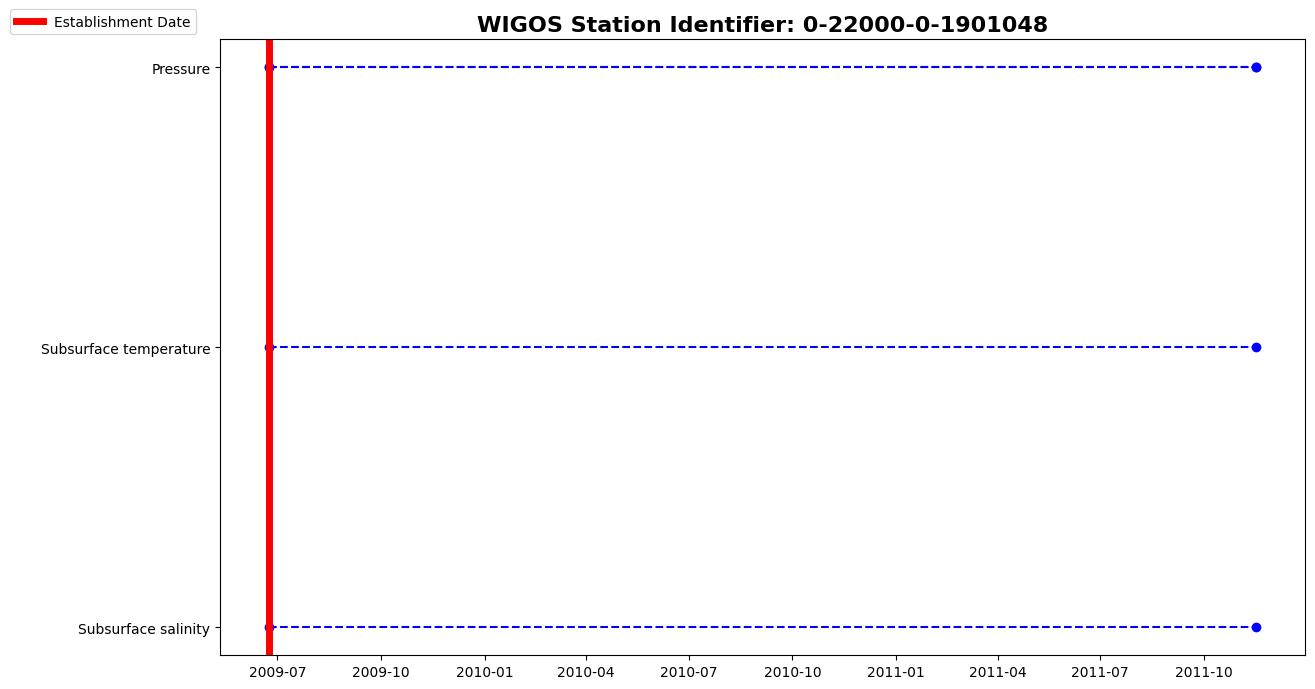 Establishment Date
WIGOS Station Identifier: 0-22000-0-1901048
Pressure
Subsurface temperature
Subsurface salinity
2009-07 2009-10 2010-01 2010-04 2010-07 2010-10 2011-01 2011-04 2011-07 2011-10